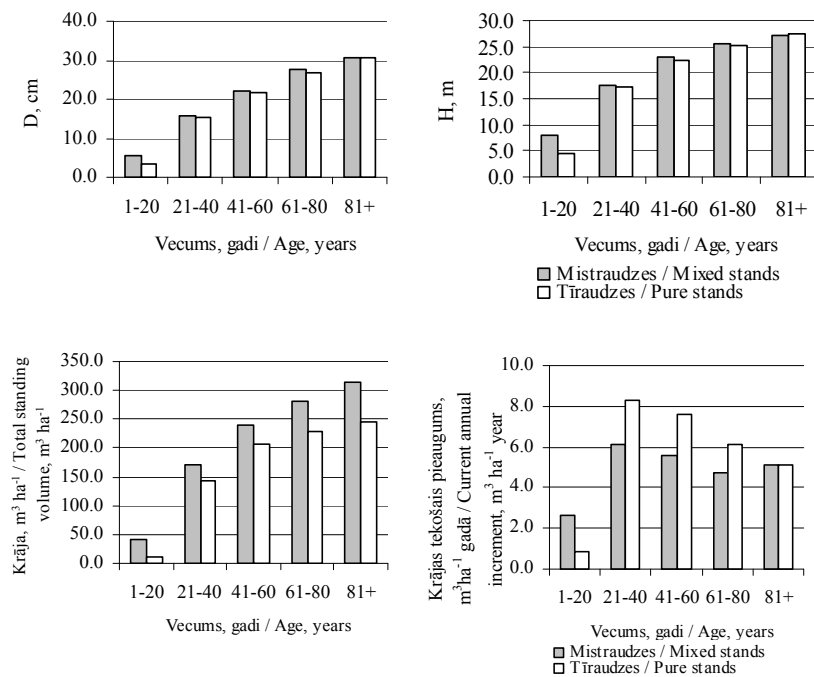 D, cm
40.0
30.0
20.0
10.0
0.0
1-20 21-40 41-60 61-80 81+
Vecums, gadi / Age, years
H, m
30.0
25.0
20.0
15.0
10.0
5.0
0.0
1-20 21-40 41-60 61-80 81+
Vecums, gadi / Age, years
Mistraudzes / Mixed stands
Tīraudzes / Pure stands
Krāja, m³ ha⁻¹ / Total standing
volume, m³ ha⁻¹
350.0
300.0
250.0
200.0
150.0
100.0
50.0
0.0
1-20 21-40 41-60 61-80 81+
Vecums, gadi / Age, years
Krājas tekošais pieaugums,
m³ha⁻¹ gadā / Current annual
increment, m³ ha⁻¹ year
10.0
8.0
6.0
4.0
2.0
0.0
1-20 21-40 41-60 61-80 81+
Vecums, gadi / Age, years
Mistraudzes / Mixed stands
Tīraudzes / Pure stands